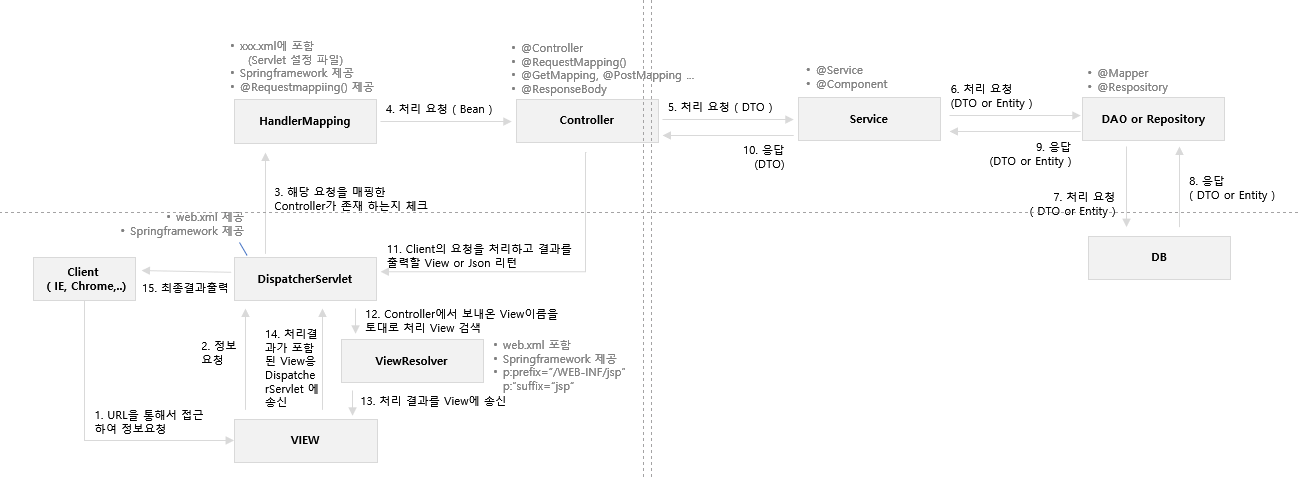 • xxx.xml에 포함
(Servlet 설정 파일)
• Springframework 제공
• @Requestmappiing() 제공
HandlerMapping
4. 처리 요청 ( Bean )
• @Controller
• @RequestMapping()
• @GetMapping, @PostMapping ...
• @ResponseBody
Controller
5. 처리 요청 ( DTO )
10. 응답
(DTO)
• @Service
• @Component
Service
6. 처리 요청
(DTO or Entity )
9. 응답
(DTO or Entity )
• @Mapper
• @Respository
DAO or Repository
7. 처리 요청
( DTO or Entity )
8. 응답
( DTO or Entity )
DB
3. 해당 요청을 매핑한
Controller가 존재 하는지 체크
• web.xml 제공
• Springframework 제공
11. Client의 요청을 처리하고 결과를
출력할 View or Json 리턴
Client
( IE, Chrome,..)
15. 최종결과출력
DispatcherServlet
12. Controller에서 보내온 View이름을
토대로 처리 View 검색
2. 정보
요청
14. 처리결
과가 포함
된 View응
Dispatche
rServlet 에
송신
ViewResolver
• web.xml 포함
• Springframework 제공
• p:prefix="/WEB-INF/jsp"
p:"suffix="jsp"
13. 처리 결과를 View에 송신
1. URL을 통해서 접근
하여 정보요청
VIEW